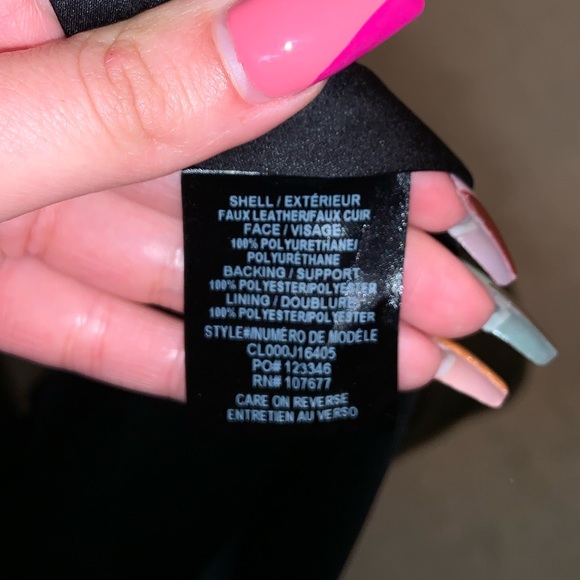 SHELL / EXTÉRIEUR
FAUX LEATHER/FAUX CUIR
FACE / VISAGE
100% POLYURETHANE/
POLYURÉTHANE
BACKING / SUPPORT
100% POLYESTER/POLYESTER
LINING / DOUBLURE
100% POLYESTER/POLYESTER
STYLE#/NUMÉRO DE MODÈLE
CL000J16405
PO# 123346
RN# 107677
CARE ON REVERSE
ENTRETIEN AU VERSO